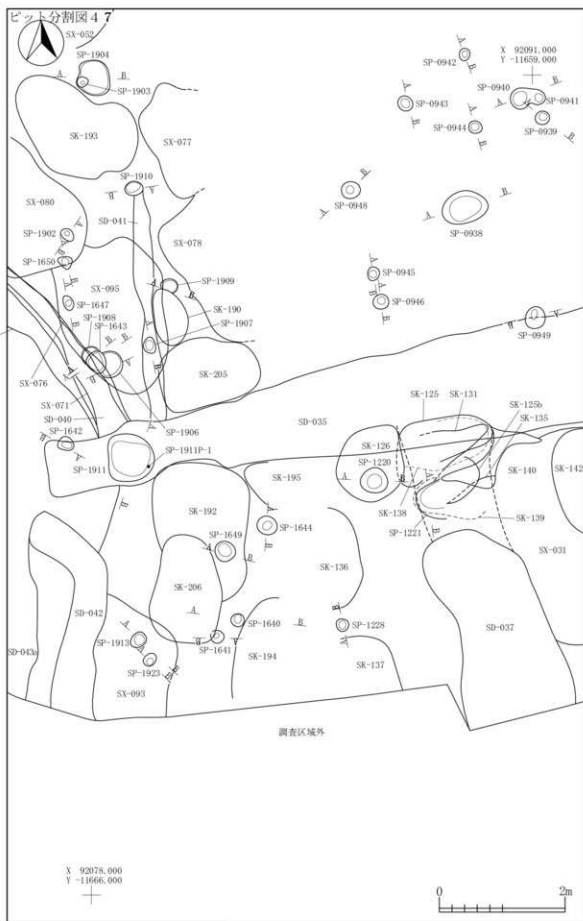 ピット分割図47
SX-052
SP-1904
A B
SP-1903
SK-193
SX-077
SP-1910
B A
SX-080
SD-041
SP-1902
SX-078
SP-1650
SX-095
SP-1909
SP-1647
SK-190
SP-1908
SP-1643
SP-1907
SK-205
SX-076
SX-071
SD-040
SP-1642
SP-1906
SP-1911
SP-1911P-1
SP-0942
X 92091.000
Y -11659.000
SP-0940
SP-0941
SP-0943
SP-0944
SP-0939
SP-0948
SP-0938
SP-0945
SP-0946
SP-0949
SD-035
SK-125
SK-131
SK-125b
SK-135
SK-126
SP-1220
SK-140
SK-142
SK-195
SK-138
SP-1221
SK-139
SK-192
SP-1644
SP-1649
SK-136
SX-031
SK-206
SD-042
SP-1640
SP-1228
SD-037
SP-1913
SP-1641
SK-194
SD-043a
SP-1923
SK-137
SX-093
調査区域外
X 92078.000
Y -11666.000
0 2m